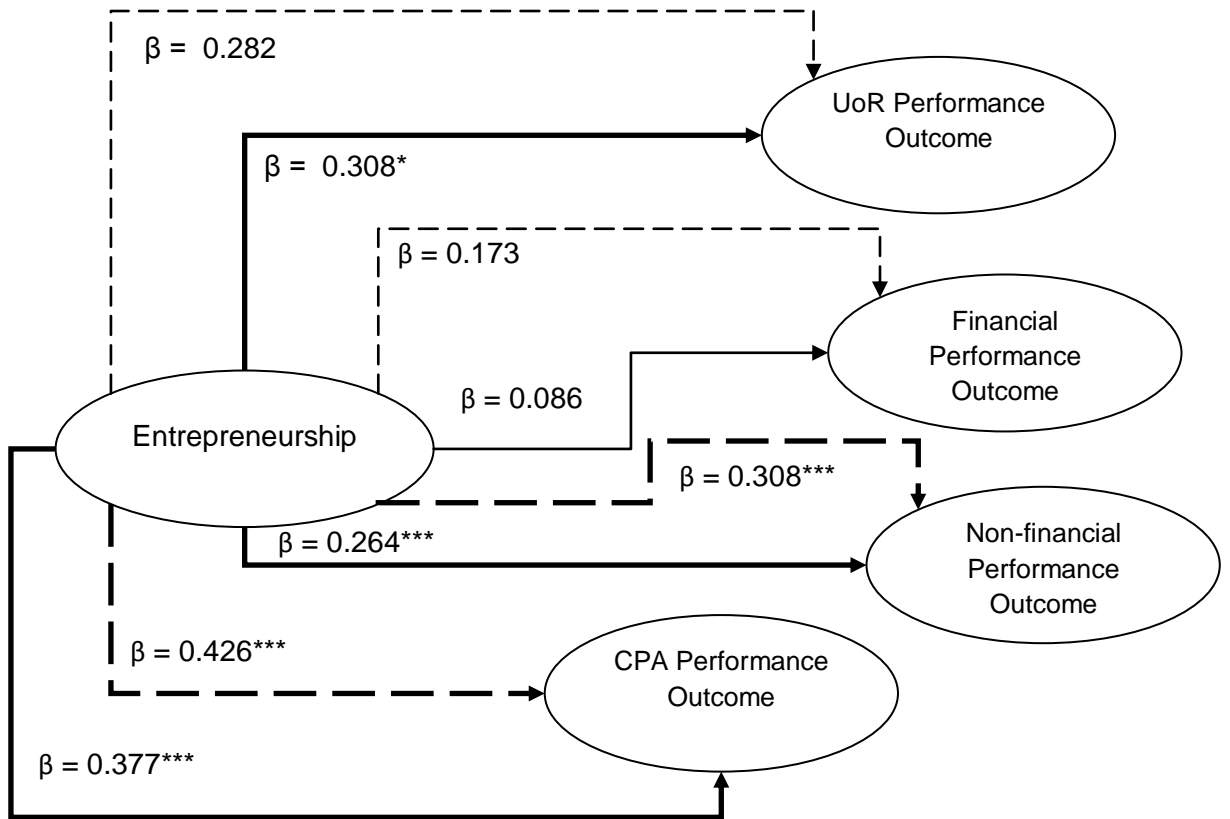 β = 0.282
UoR Performance
Outcome
β = 0.308*
β = 0.173
Financial
Performance
Outcome
β = 0.086
Entrepreneurship
β = 0.308***
β = 0.264***
Non-financial
Performance
Outcome
β = 0.426***
CPA Performance
Outcome
β = 0.377***